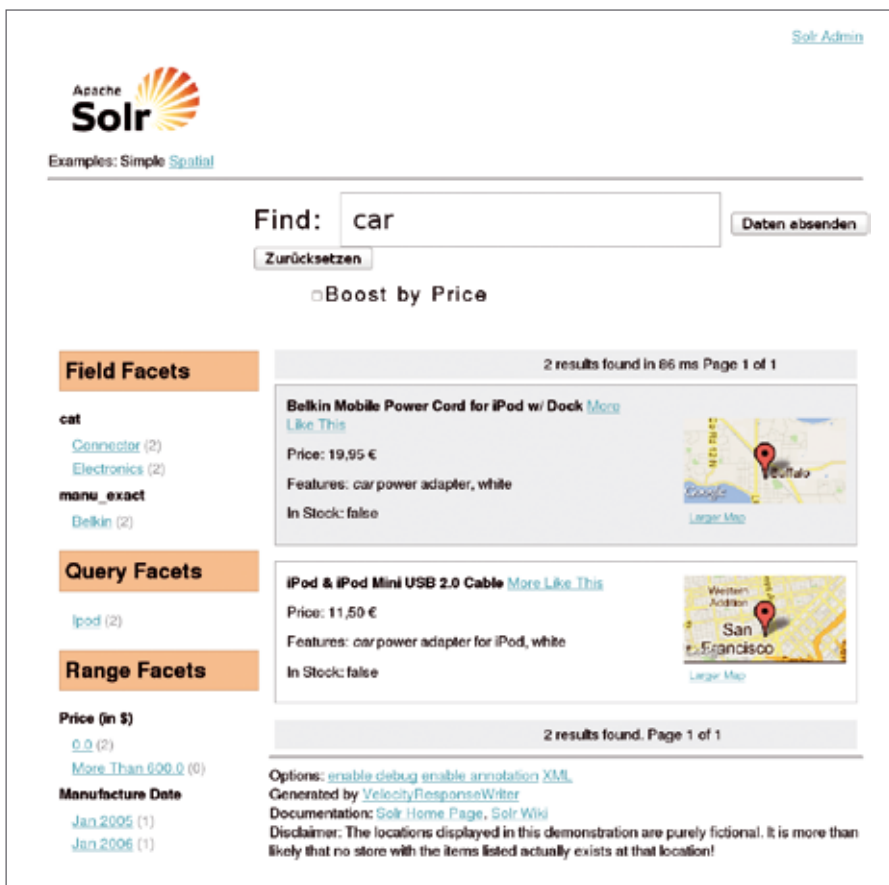 Solr Admin
Apache
Solr
Examples: Simple Spatial
Find: car
Daten absenden
Zurücksetzen
Boost by Price
Field Facets
cat
Connector (2)
Electronics (2)
manu_exact
Belkin (2)
Query Facets
Ipod (2)
Range Facets
Price (in $)
0.0 (2)
More Than 600.0 (0)
Manufacture Date
Jan 2005 (1)
Jan 2006 (1)
2 results found in 86 ms Page 1 of 1
Belkin Mobile Power Cord for iPod w/ Dock More
Like This
Price: 19,95 €
Features: car power adapter, white
In Stock: false
Buffalo
Google
Larger Map
iPod & iPod Mini USB 2.0 Cable More Like This
Price: 11,50 €
Features: car power adapter for iPod, white
In Stock: false
Western
Addition
San
Francisco
Larger Map
2 results found. Page 1 of 1
Options: enable debug enable annotation XML
Generated by VelocityResponseWriter
Documentation: Solr Home Page, Solr Wiki
Disclaimer: The locations displayed in this demonstration are purely fictional. It is more than
likely that no store with the items listed actually exists at that location!